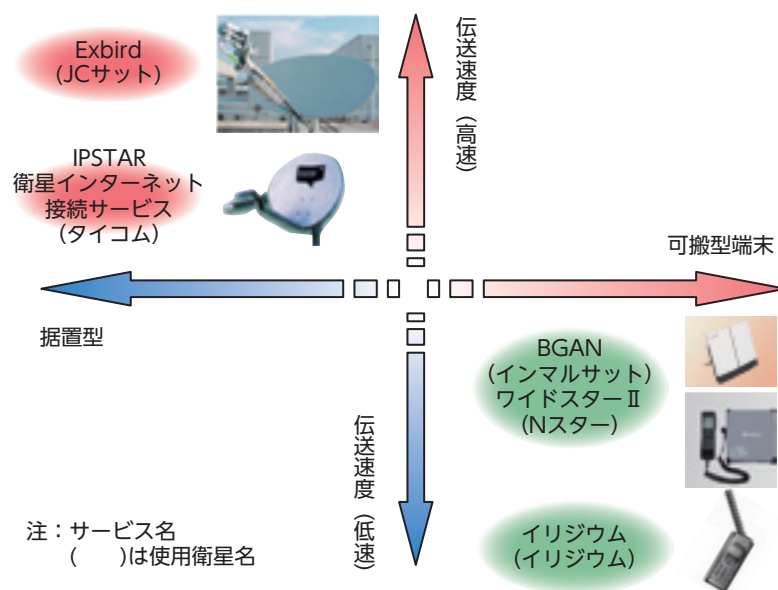 Exbird
(JCサット)
IPSTAR
衛星インターネット
接続サービス
(タイコム)
伝送速度（高速）
可搬型端末
据置型
BGAN
(インマルサット)
ワイドスターⅡ
(Nスター)
伝送速度（低速）
イリジウム
(イリジウム)
注：サービス名
(　　)は使用衛星名